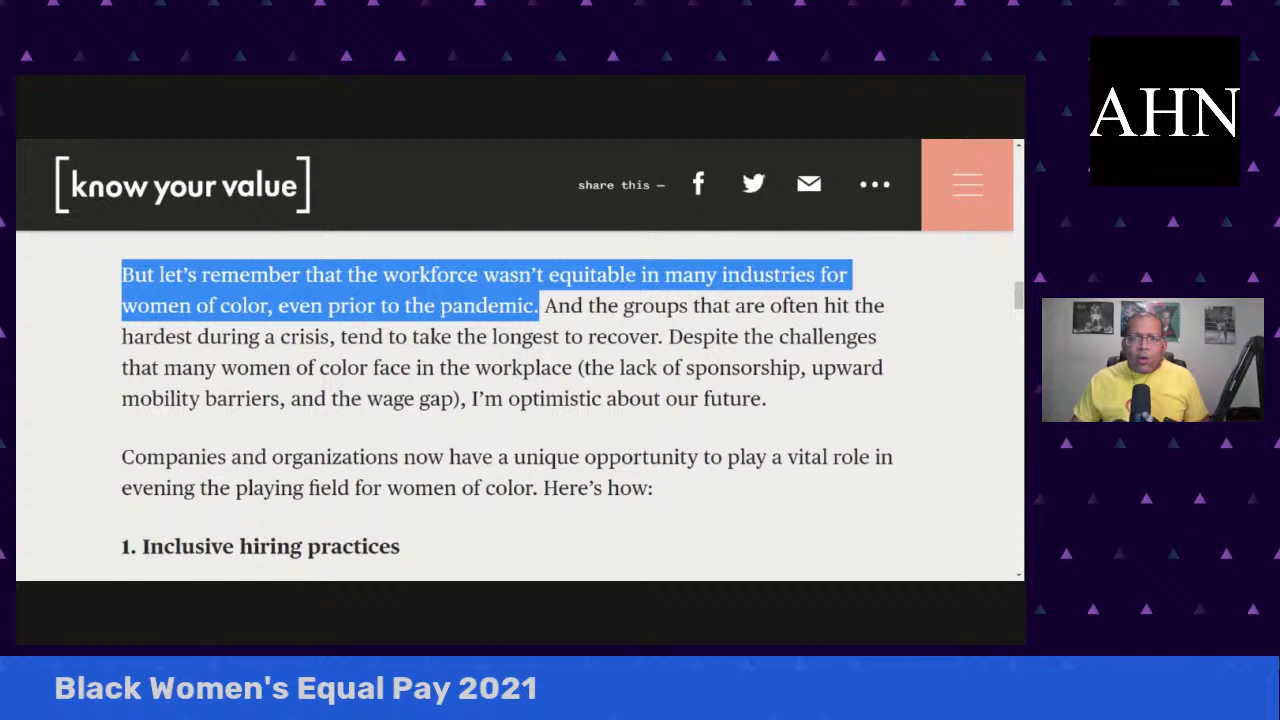 AHN
[know your value]
share this —
But let’s remember that the workforce wasn’t equitable in many industries for
women of color, even prior to the pandemic. And the groups that are often hit the
hardest during a crisis, tend to take the longest to recover. Despite the challenges
that many women of color face in the workplace (the lack of sponsorship, upward
mobility barriers, and the wage gap), I’m optimistic about our future.
Companies and organizations now have a unique opportunity to play a vital role in
evening the playing field for women of color. Here’s how:
1. Inclusive hiring practices
Black Women's Equal Pay 2021